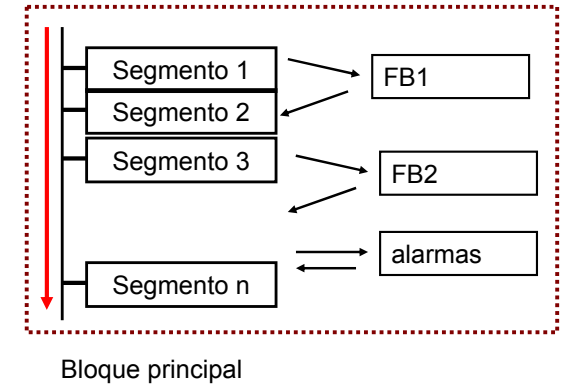 Segmento 1
FB1
Segmento 2
Segmento 3
FB2
alarmas
Segmento n
Bloque principal